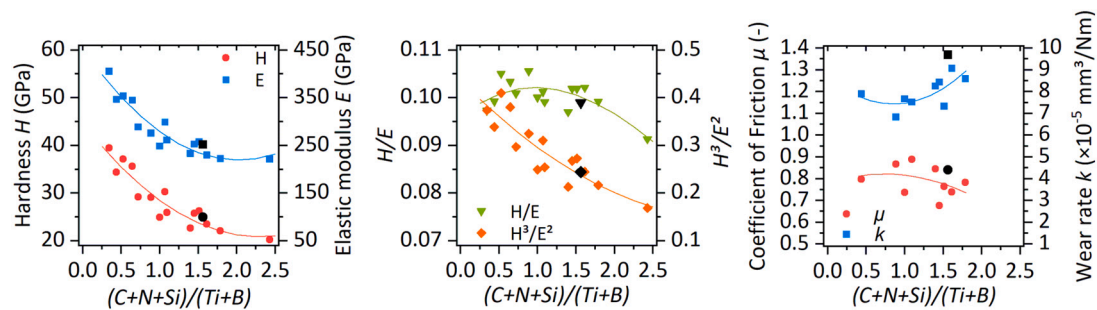 60
50
40
30
20
Hardness H (GPa)
450
350
250
150
50
Elastic modulus E (GPa)
H
E
0.0 0.5 1.0 1.5 2.0 2.5
(C+N+Si)/(Ti+B)
0.11
0.10
0.09
0.08
0.07
H/E
0.5
0.4
0.3
0.2
0.1
H³/E²
H/E
H³/E²
0.0 0.5 1.0 1.5 2.0 2.5
(C+N+Si)/(Ti+B)
1.4
1.3
1.2
1.1
1.0
0.9
0.8
0.7
0.6
0.5
Coefficient of Friction μ (-)
10
9
8
7
6
5
4
3
2
1
Wear rate k (×10⁻⁵ mm³/Nm)
μ
k
0.0 0.5 1.0 1.5 2.0 2.5
(C+N+Si)/(Ti+B)